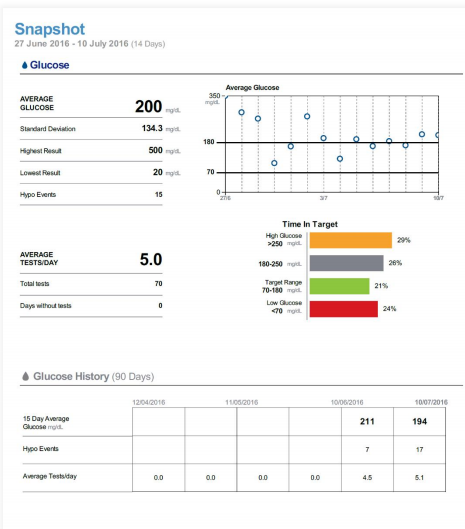 Snapshot
27 June 2016 - 10 July 2016 (14 Days)
Glucose
AVERAGE
GLUCOSE
200 mg/dL
Standard Deviation 134.3 mg/dL
Highest Result 500 mg/dL
Lowest Result 20 mg/dL
Hypo Events 15
Average Glucose
350
mg/dL
180
70
0
27/6 3/7 10/7
AVERAGE
TESTS/DAY
5.0
Total tests 70
Days without tests 0
Time In Target
High Glucose
>250 mg/dL 29%
180-250 mg/dL 26%
Target Range
70-180 mg/dL 21%
Low Glucose
<70 mg/dL 24%
Glucose History (90 Days)
12/04/2016 11/05/2016 10/06/2016 10/07/2016
15 Day Average
Glucose mg/dL 211 194
Hypo Events 7 17
Average Tests/day 0.0 0.0 0.0 0.0 4.5 5.1